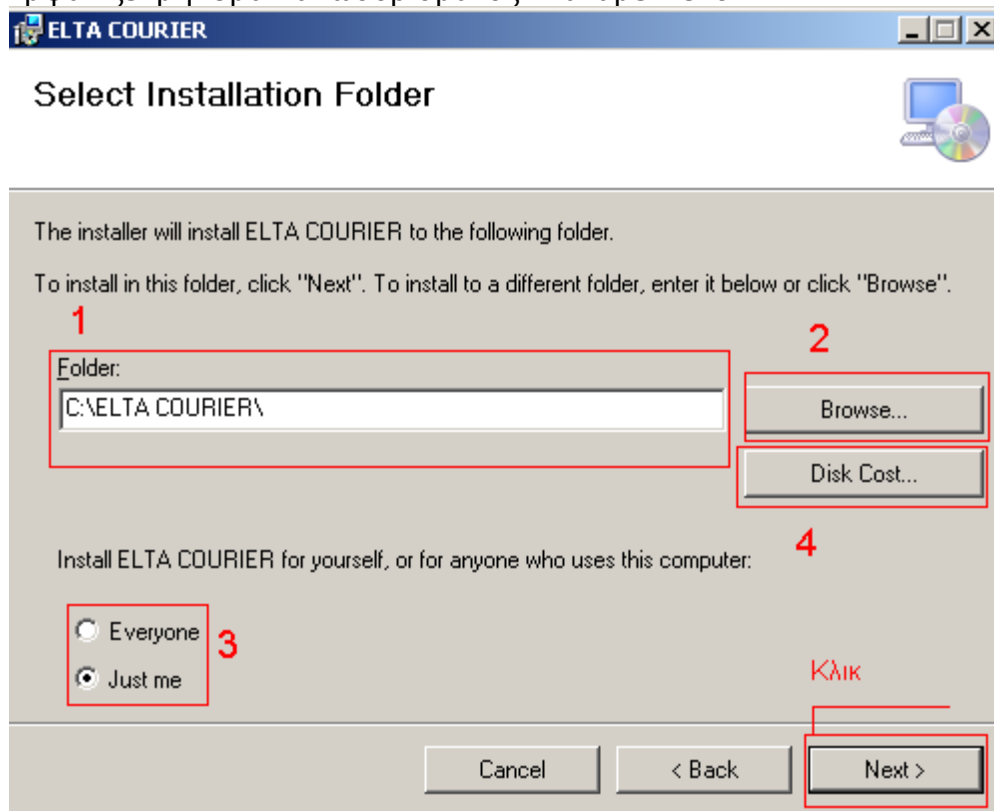 ELTA COURIER
Select Installation Folder
The installer will install ELTA COURIER to the following folder.
To install in this folder, click "Next". To install to a different folder, enter it below or click "Browse".
1
2
Folder:
C:\ELTA COURIER\
Browse...
Disk Cost...
4
Install ELTA COURIER for yourself, or for anyone who uses this computer:
Everyone
3
Just me
Κλικ
Cancel
< Back
Next >